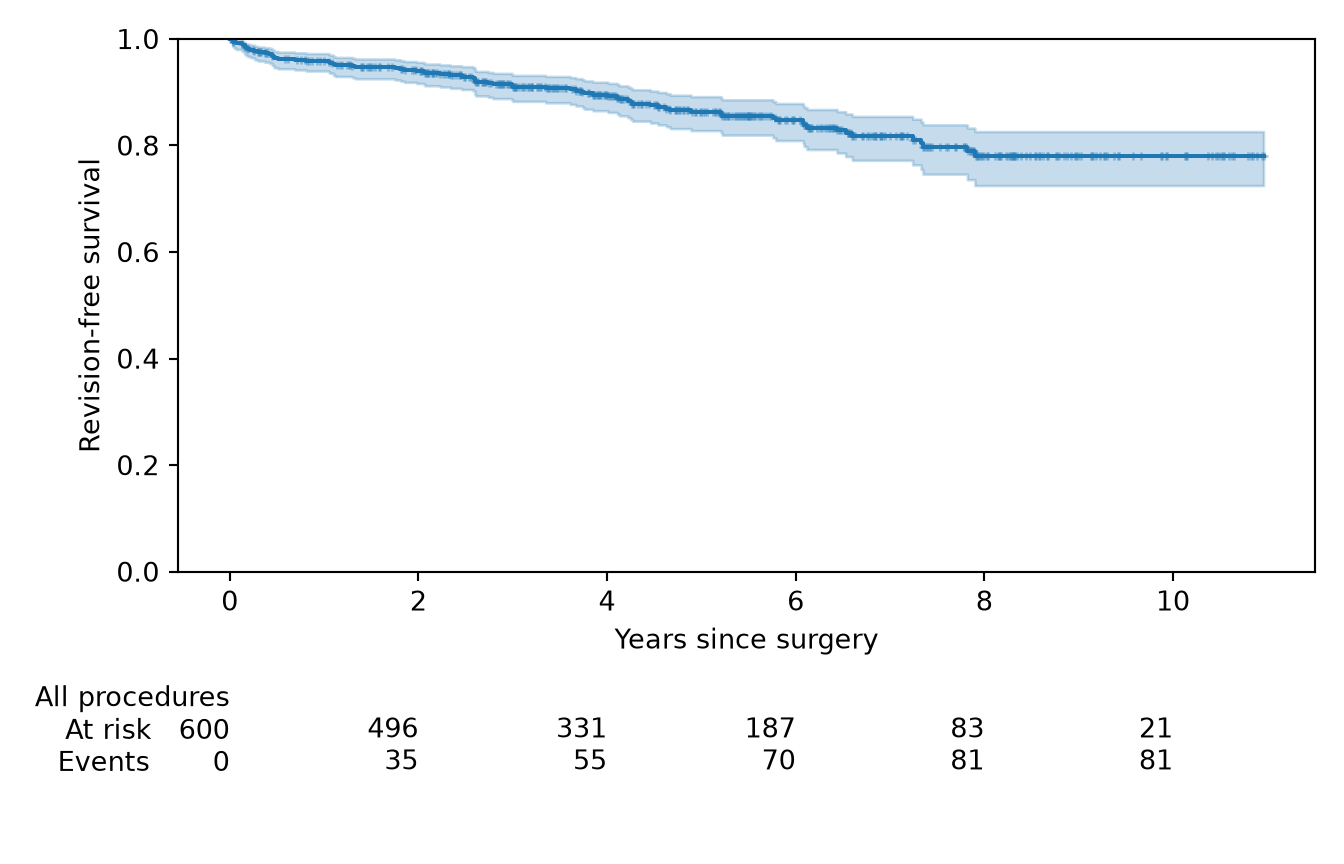 1.0
0.8
0.6
0.4
0.2
0.0
Revision-free survival
0 2 4 6 8 10
Years since surgery
All procedures
At risk 600 496 331 187 83 21
Events 0 35 55 70 81 81